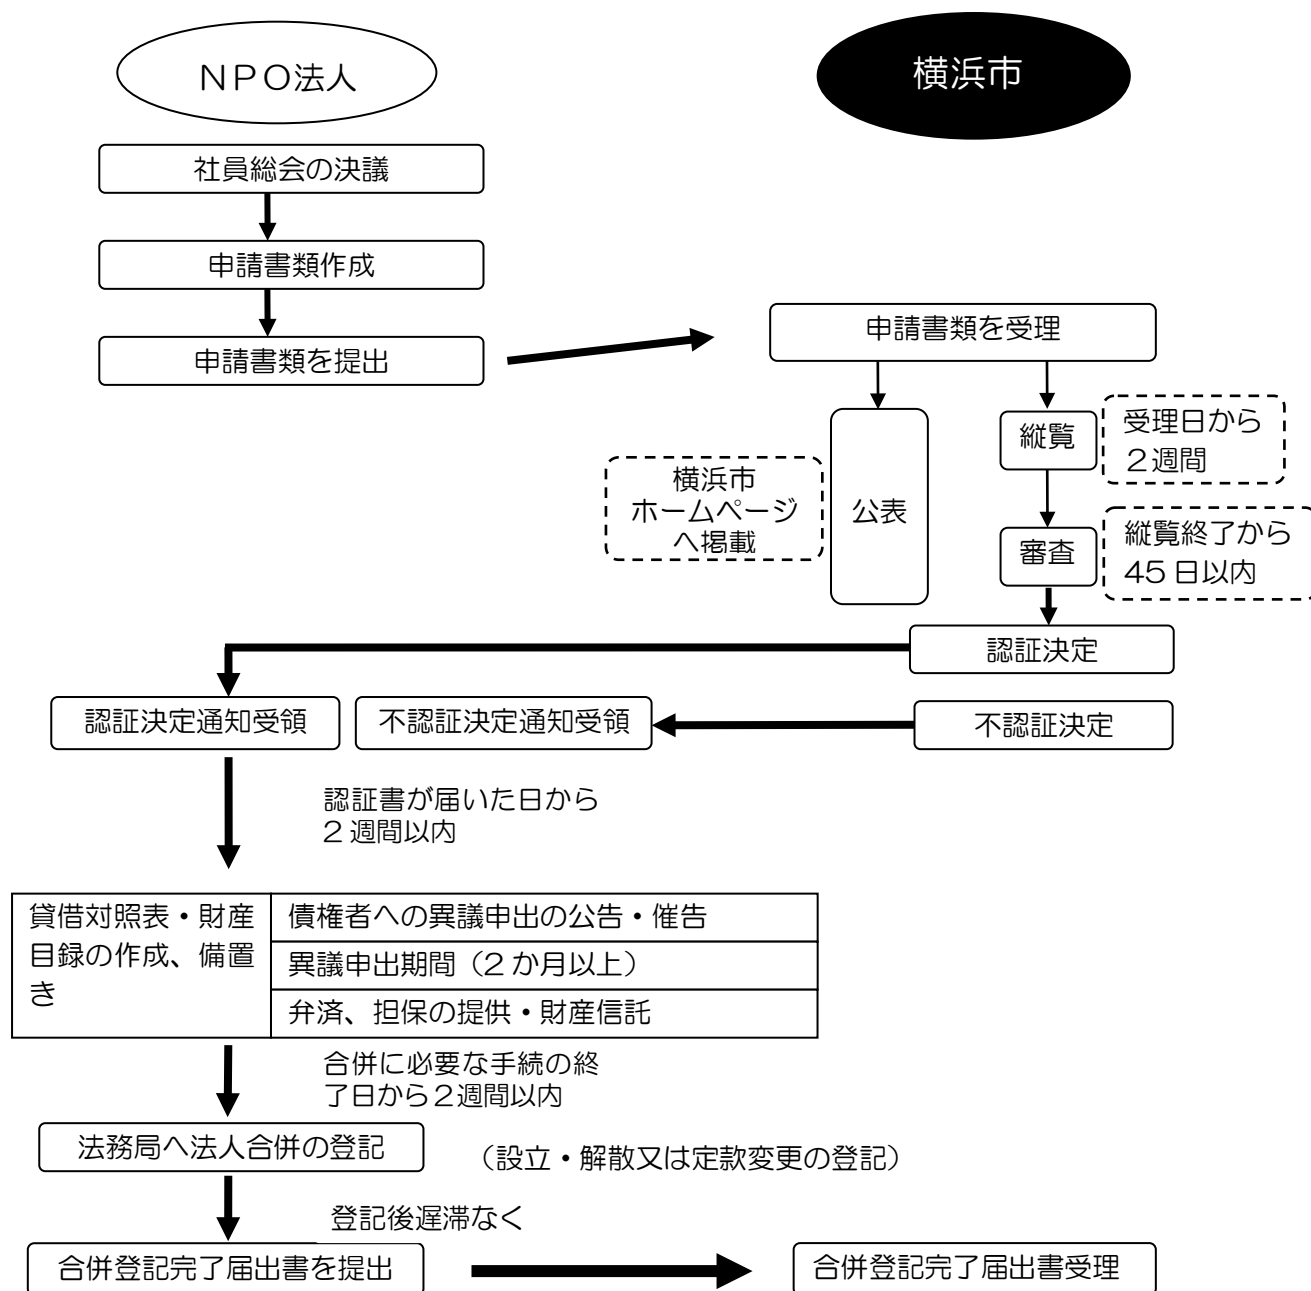 NPO法人
横浜市
社員総会の決議
申請書類作成
申請書類を提出
申請書類を受理
縦覧
受理日から
2週間
横浜市
ホームページ
へ掲載
公表
審査
縦覧終了から
45日以内
認証決定
認証決定通知受領
不認証決定通知受領
不認証決定
認証書が届いた日から
2週間以内
貸借対照表・財産
目録の作成、備置
き
債権者への異議申出の公告・催告
異議申出期間（2か月以上）
弁済、担保の提供・財産信託
合併に必要な手続の終
了日から2週間以内
法務局へ法人合併の登記
（設立・解散又は定款変更の登記）
登記後遅滞なく
合併登記完了届出書を提出
合併登記完了届出書受理